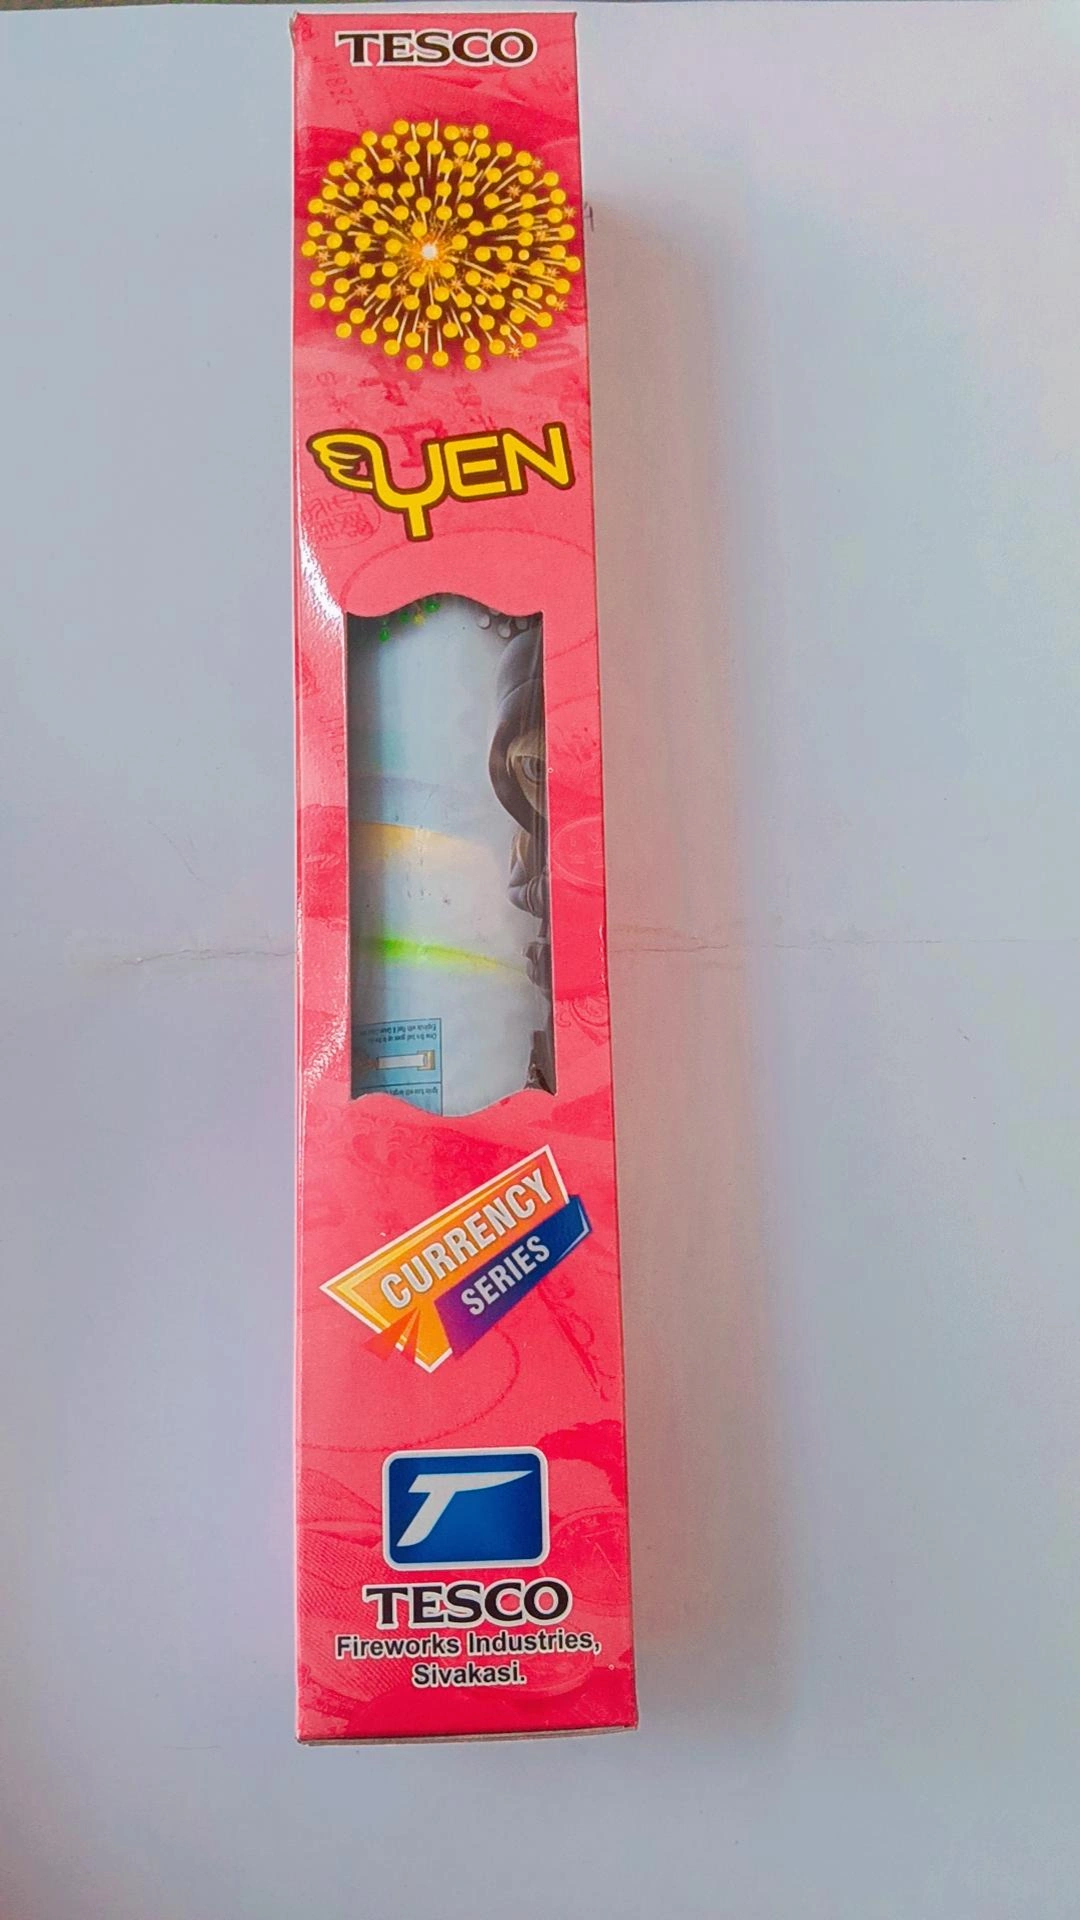 TESCO
YEN
CURRENCY
SERIES
TESCO
Fireworks Industries,
Sivakasi.